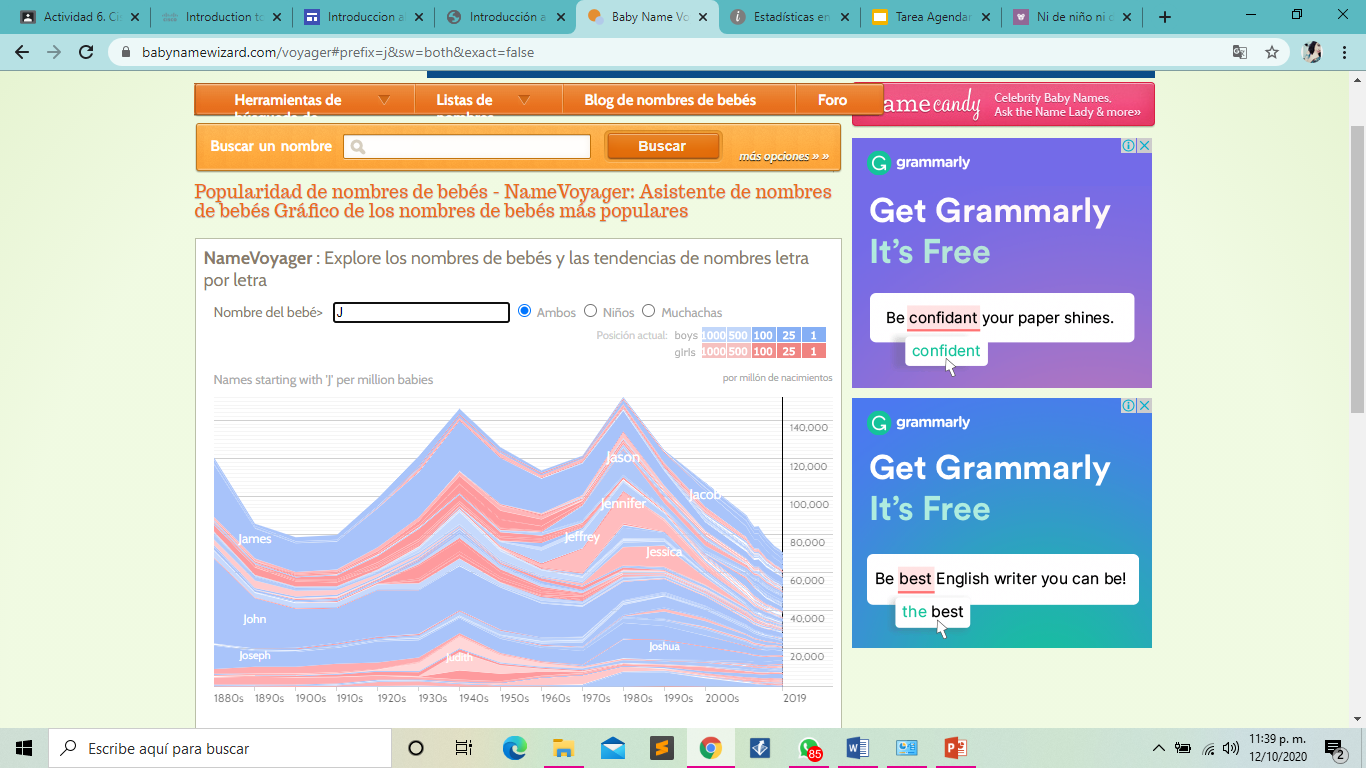 Actividad 6. Ci
Introduction to
Introduccion a
Introducción a
Baby Name Vo
Estadísticas en
Tarea Agendar
Ni de niño ni d
babynamewizard.com/voyager#prefix=j&sw=both&exact=false
Herramientas de
Listas de
Blog de nombres de bebés
Foro
búsqueda de
nombres
ame candy
Celebrity Baby Names,
Ask the Name Lady & more»
Buscar un nombre
Buscar
más opciones » »
Popularidad de nombres de bebés - NameVoyager: Asistente de nombres
de bebés Gráfico de los nombres de bebés más populares
NameVoyager : Explore los nombres de bebés y las tendencias de nombres letra
por letra
Nombre del bebé>
J
Ambos
Niños
Muchachas
Posición actual: boys 1000 500 100 25 1
girls 1000 500 100 25 1
Names starting with 'J' per million babies
por millón de nacimientos
140,000
120,000
100,000
80,000
60,000
40,000
20,000
Jason
Jacob
Jennifer
James
Jeffrey
Jessica
John
Joshua
Joseph
Judith
1880s 1890s 1900s 1910s 1920s 1930s 1940s 1950s 1960s 1970s 1980s 1990s 2000s 2019
grammarly
Get Grammarly
It's Free
Be confidant your paper shines.
confident
grammarly
Get Grammarly
It's Free
Be best English writer you can be!
the best
Escribe aquí para buscar
85
11:39 p. m.
12/10/2020
2